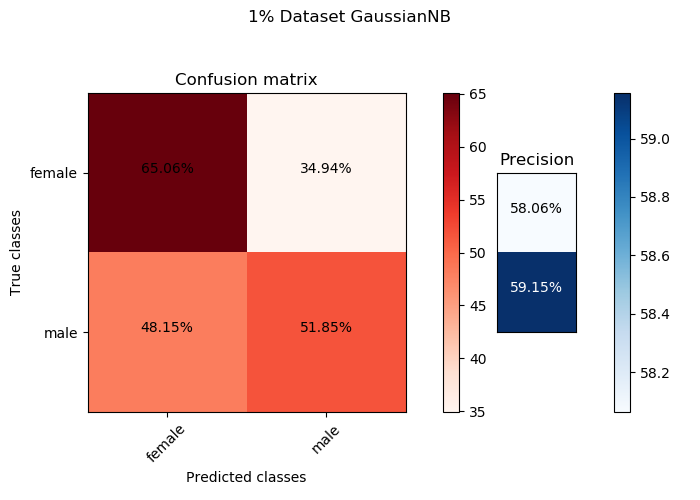 1% Dataset GaussianNB
Confusion matrix
Precision
True classes
female
male
65.06%
34.94%
48.15%
51.85%
female
male
Predicted classes
65
60
55
50
45
40
35
58.06%
59.15%
59.0
58.8
58.6
58.4
58.2